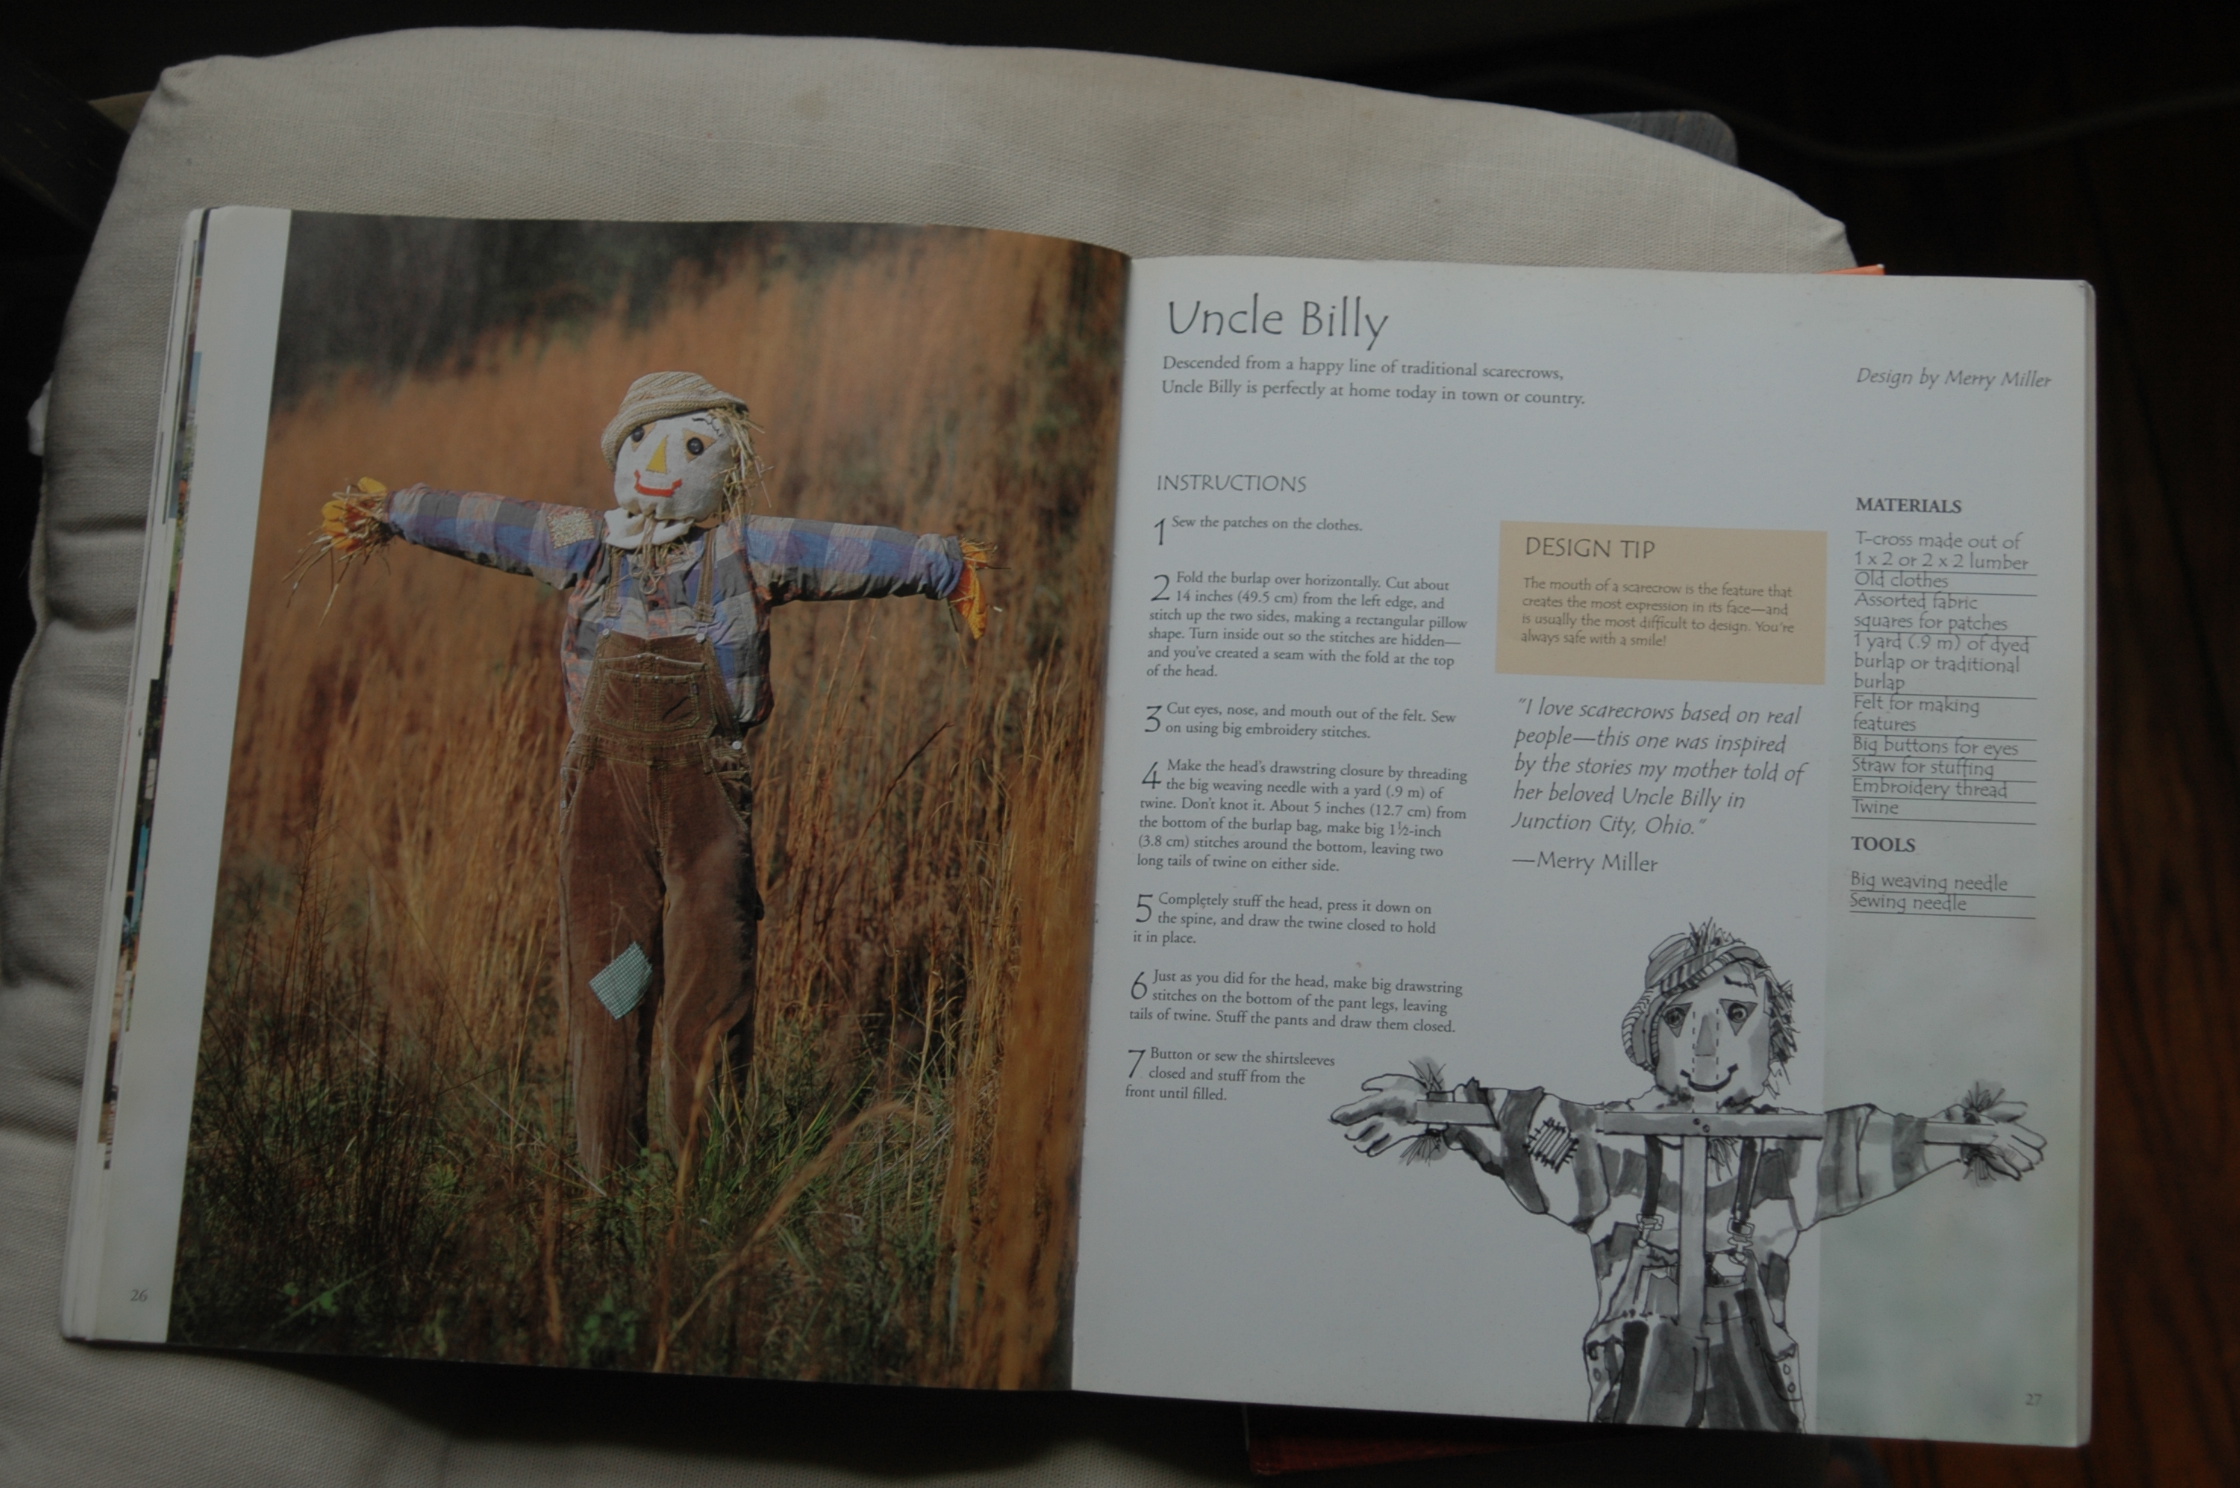 Uncle Billy
Descended from a happy line of traditional scarecrows,
Uncle Billy is perfectly at home today in town or country.
Design by Merry Miller
INSTRUCTIONS
1 Sew the patches on the clothes.
2 Fold the burlap over horizontally. Cut about
14 inches (49.5 cm) from the left edge, and
stitch up the two sides, making a rectangular pillow
shape. Turn inside out so the stitches are hidden—
and you've created a seam with the fold at the top
of the head.
3 Cut eyes, nose, and mouth out of the felt. Sew
on using big embroidery stitches.
4 Make the head's drawstring closure by threading
the big weaving needle with a yard (.9 m) of
twine. Don't knot it. About 5 inches (12.7 cm) from
the bottom of the burlap bag, make big 1½-inch
(3.8 cm) stitches around the bottom, leaving two
long tails of twine on either side.
5 Completely stuff the head, press it down on
the spine, and draw the twine closed to hold
it in place.
6 Just as you did for the head, make big drawstring
stitches on the bottom of the pant legs, leaving
tails of twine. Stuff the pants and draw them closed.
7 Button or sew the shirtsleeves
closed and stuff from the
front until filled.
DESIGN TIP
The mouth of a scarecrow is the feature that
creates the most expression in its face—and
is usually the most difficult to design. You're
always safe with a smile!
"I love scarecrows based on real
people—this one was inspired
by the stories my mother told of
her beloved Uncle Billy in
Junction City, Ohio."
—Merry Miller
MATERIALS
T-cross made out of
1 x 2 or 2 x 2 lumber
Old clothes
Assorted fabric
squares for patches
1 yard (.9 m) of dyed
burlap or traditional
burlap
Felt for making
features
Big buttons for eyes
Straw for stuffing
Embroidery thread
Twine
TOOLS
Big weaving needle
Sewing needle
26
27